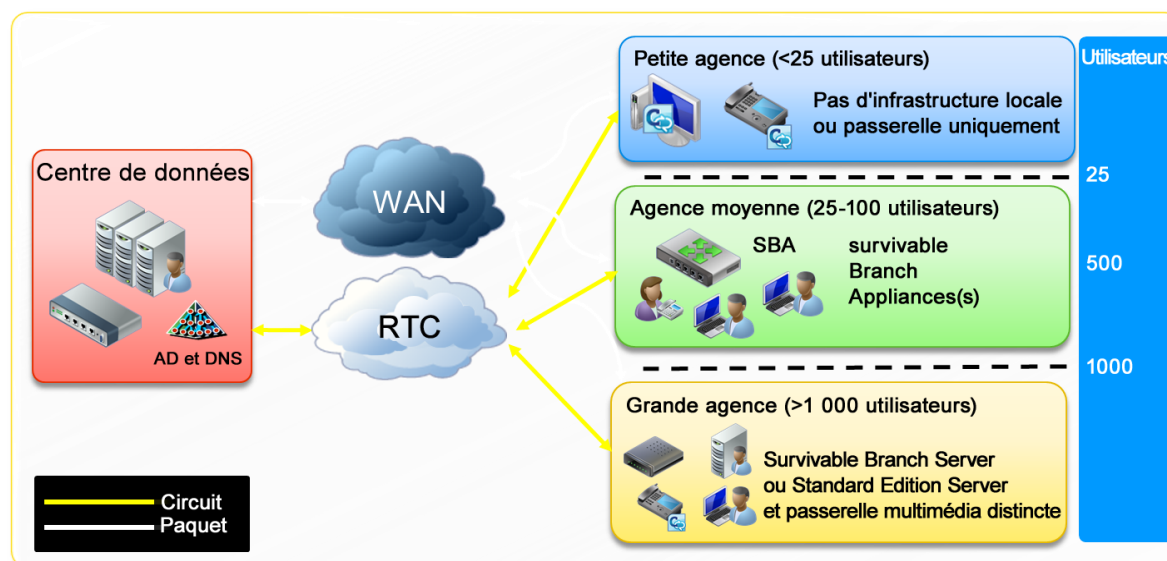 Centre de données
AD et DNS
WAN
RTC
Petite agence (<25 utilisateurs)
Pas d'infrastructure locale
ou passerelle uniquement
Agence moyenne (25-100 utilisateurs)
SBA
survivable
Branch
Appliances(s)
Grande agence (>1 000 utilisateurs)
Survivable Branch Server
ou Standard Edition Server
et passerelle multimédia distincte
Utilisateurs
25
500
1000
Circuit
Paquet